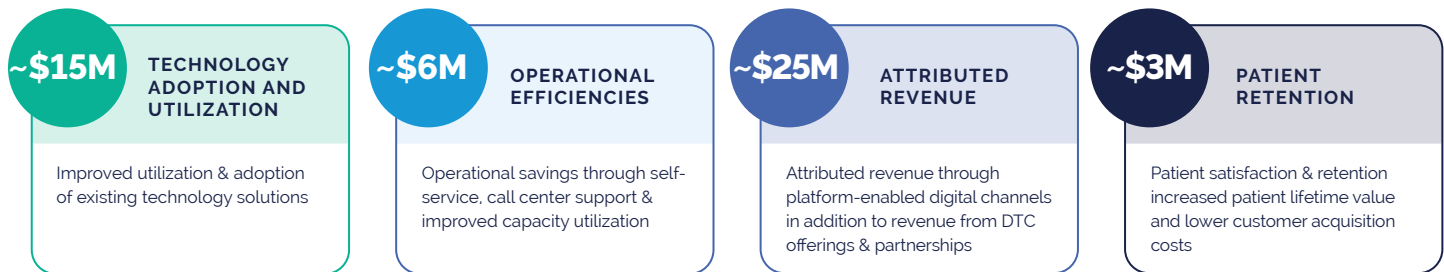 ~$15M
TECHNOLOGY
ADOPTION AND
UTILIZATION
Improved utilization & adoption
of existing technology solutions
~$6M
OPERATIONAL
EFFICIENCIES
Operational savings through self-
service, call center support &
improved capacity utilization
~$25M
ATTRIBUTED
REVENUE
Attributed revenue through
platform-enabled digital channels
in addition to revenue from DTC
offerings & partnerships
~$3M
PATIENT
RETENTION
Patient satisfaction & retention
increased patient lifetime value
and lower customer acquisition
costs